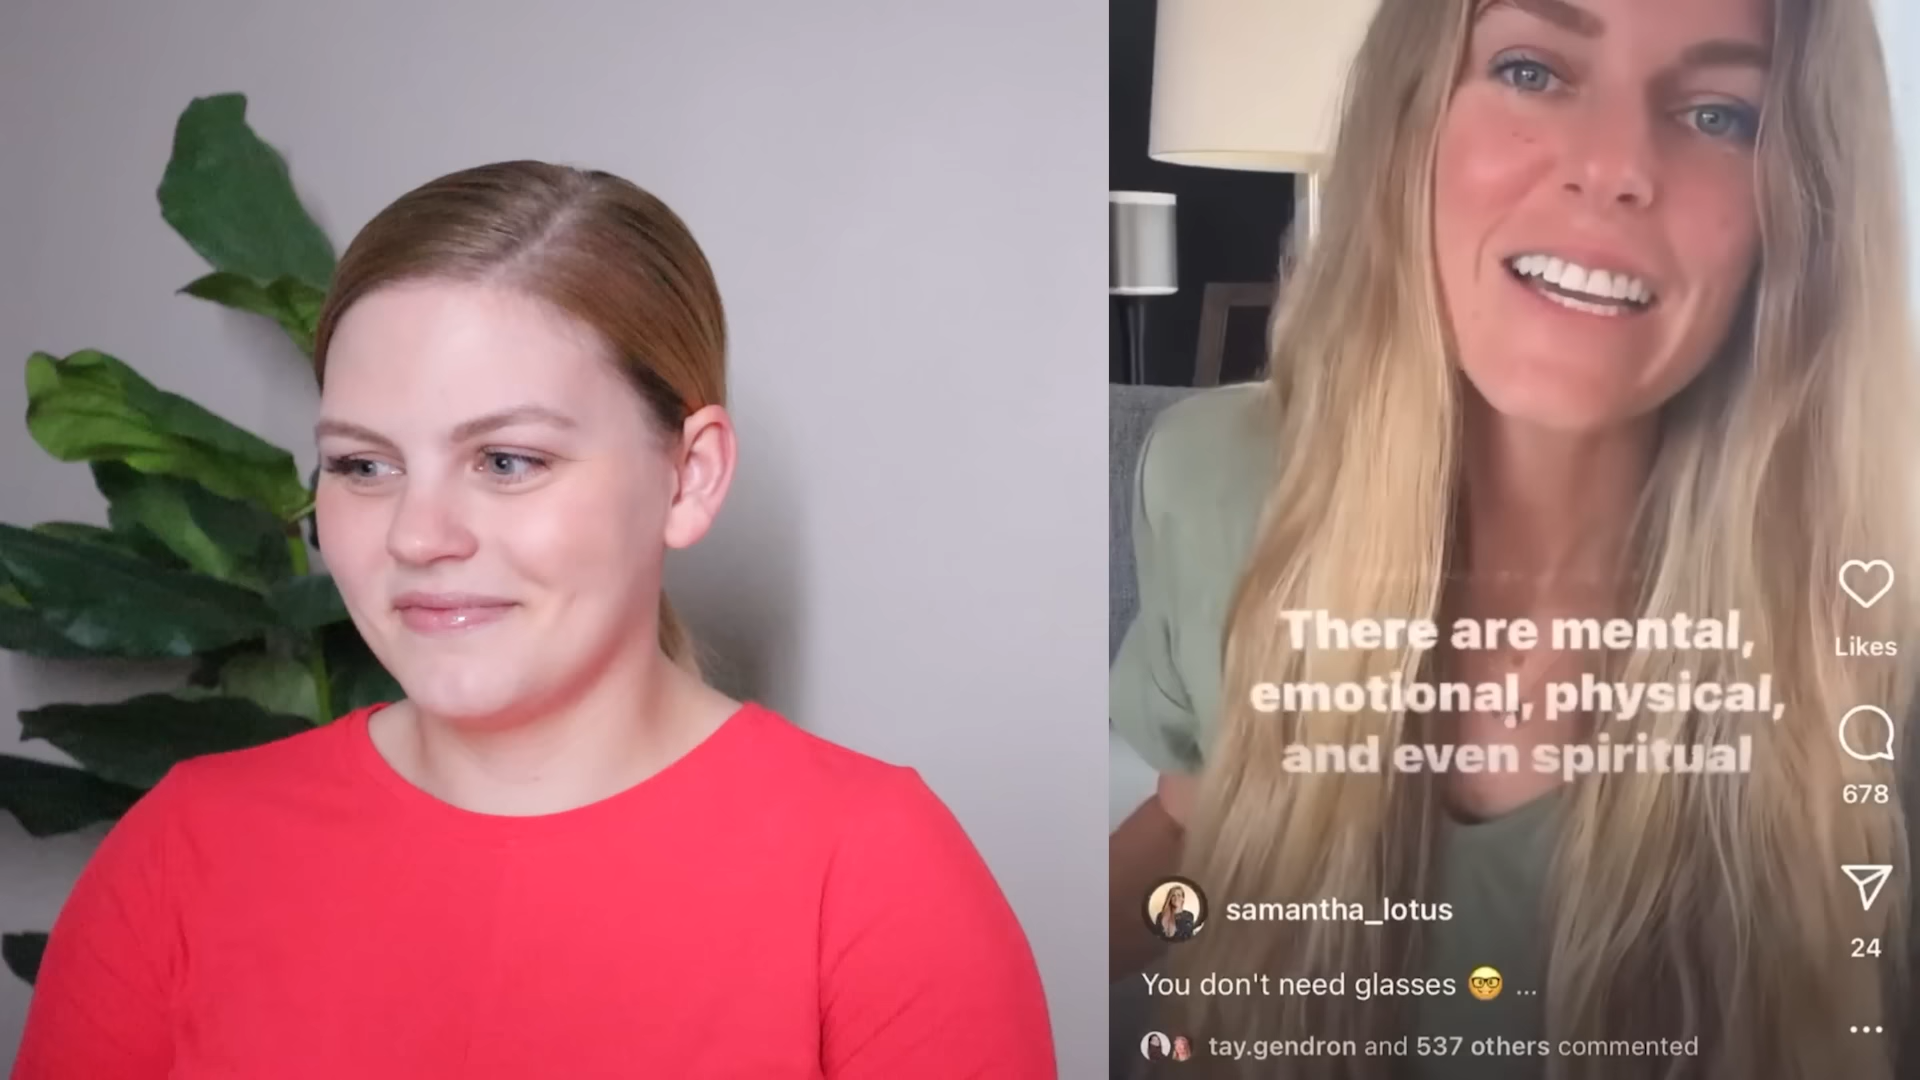 There are mental,
emotional, physical,
and even spiritual
Likes
678
24
samantha_lotus
You don't need glasses 🤓 ...
tay.gendron and 537 others commented